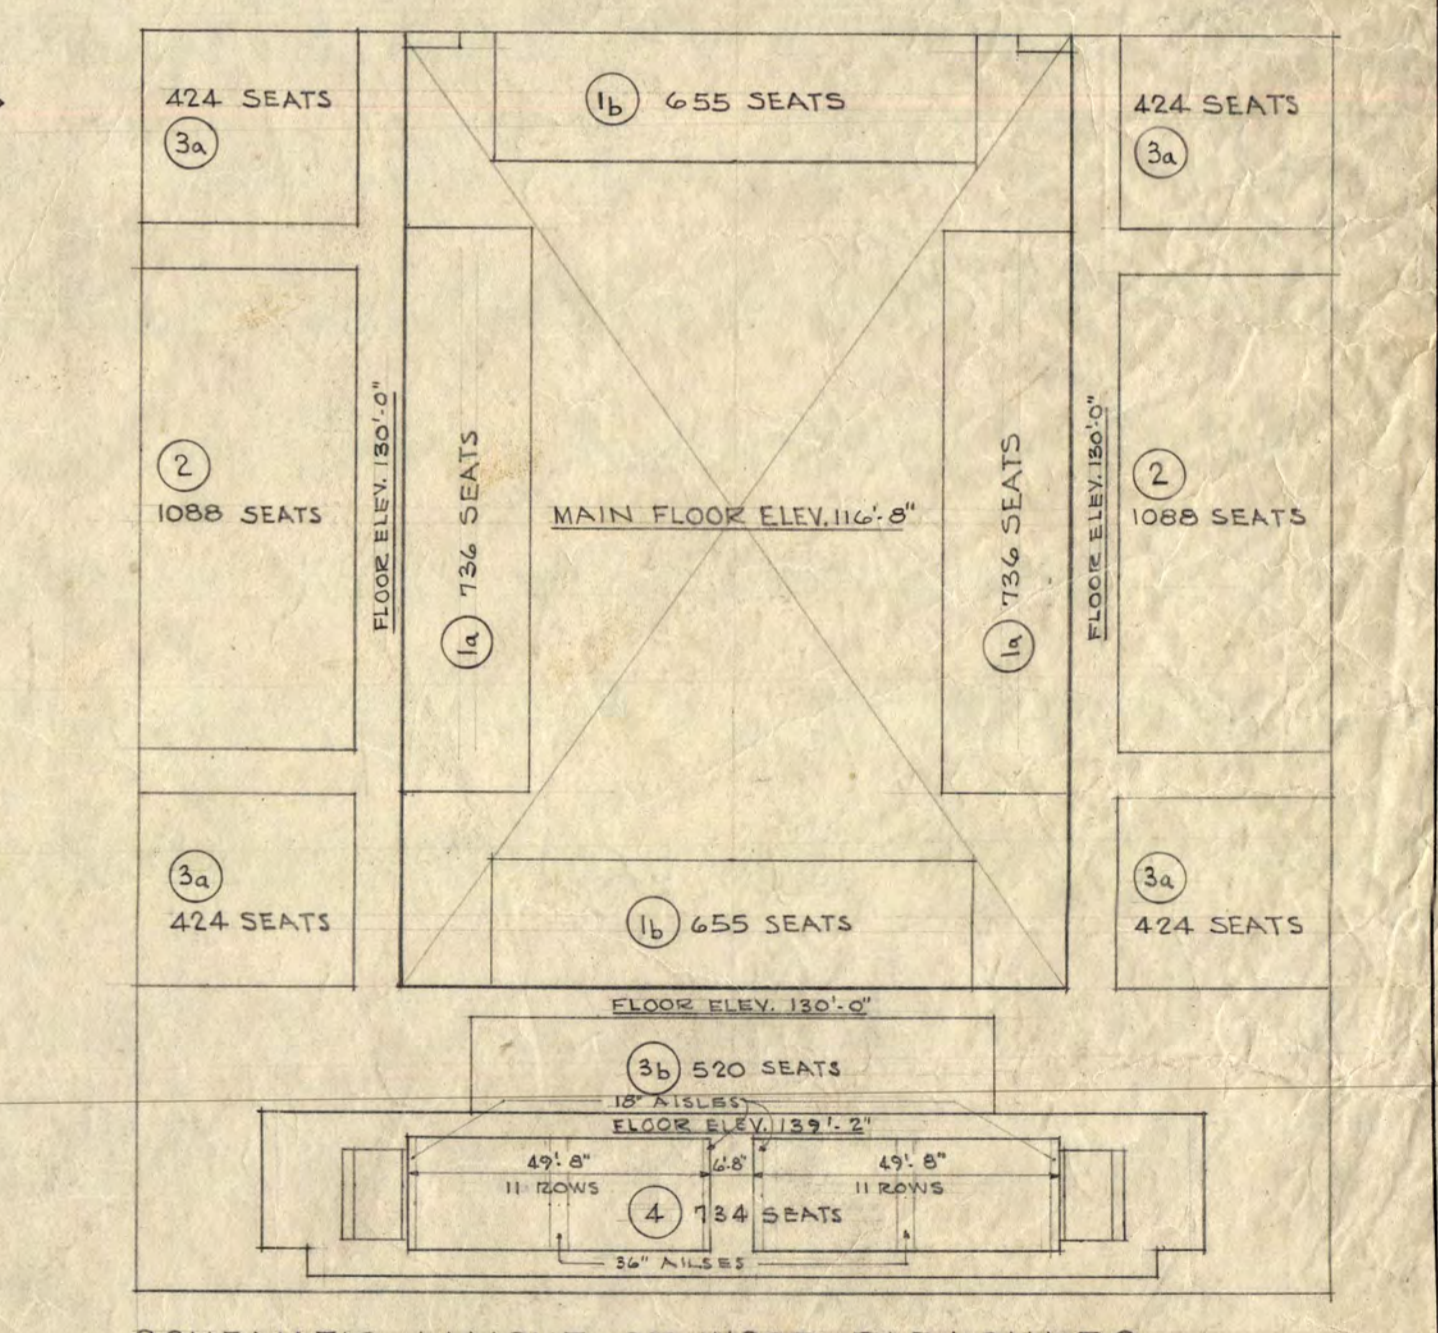 424 SEATS
3a
1b 655 SEATS
424 SEATS
3a
2
1088 SEATS
FLOOR ELEV. 130'-0"
1a 736 SEATS
MAIN FLOOR ELEV. 116'-8"
1a 736 SEATS
FLOOR ELEV. 130'-0"
2
1088 SEATS
3a
424 SEATS
1b 655 SEATS
3a
424 SEATS
FLOOR ELEV. 130'-0"
3b 520 SEATS
18" AISLES
FLOOR ELEV. 139'-2"
49'-8" 6'-8" 49'-8"
11 ROWS 11 ROWS
4 734 SEATS
36" AILSES